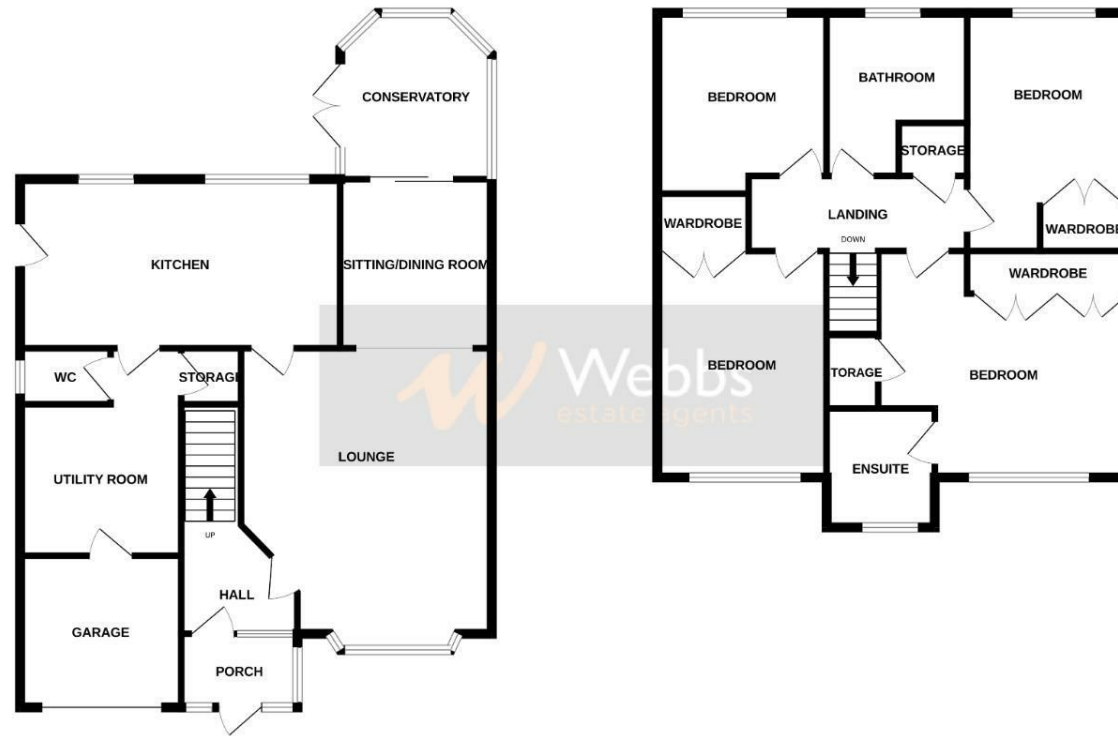 CONSERVATORY
KITCHEN
SITTING/DINING ROOM
WC
STORAGE
LOUNGE
UTILITY ROOM
UP
HALL
GARAGE
PORCH
BEDROOM
BATHROOM
BEDROOM
STORAGE
WARDROBE
LANDING
DOWN
WARDROBE
WARDROBE
BEDROOM
TORAGE
BEDROOM
ENSUITE
Webbs
estate agents